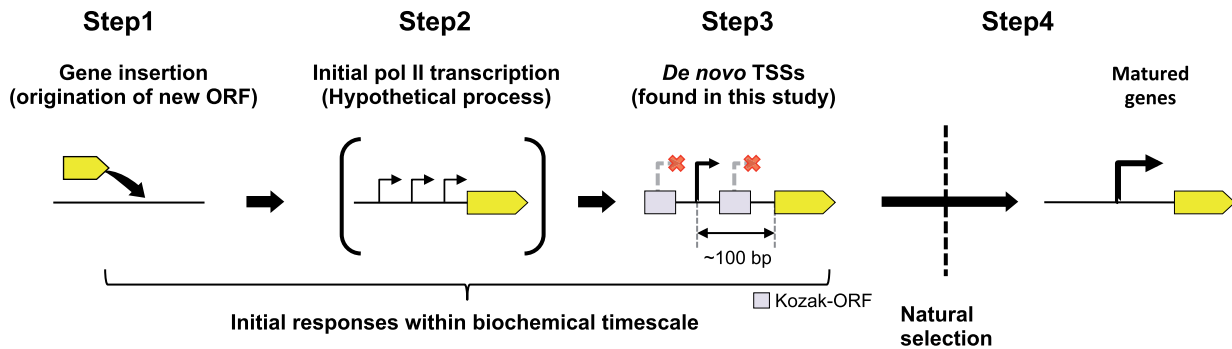 Step1
Step2
Step3
Step4
Gene insertion
(origination of new ORF)
Initial pol II transcription
(Hypothetical process)
De novo TSSs
(found in this study)
Matured
genes
~100 bp
Kozak-ORF
Initial responses within biochemical timescale
Natural
selection